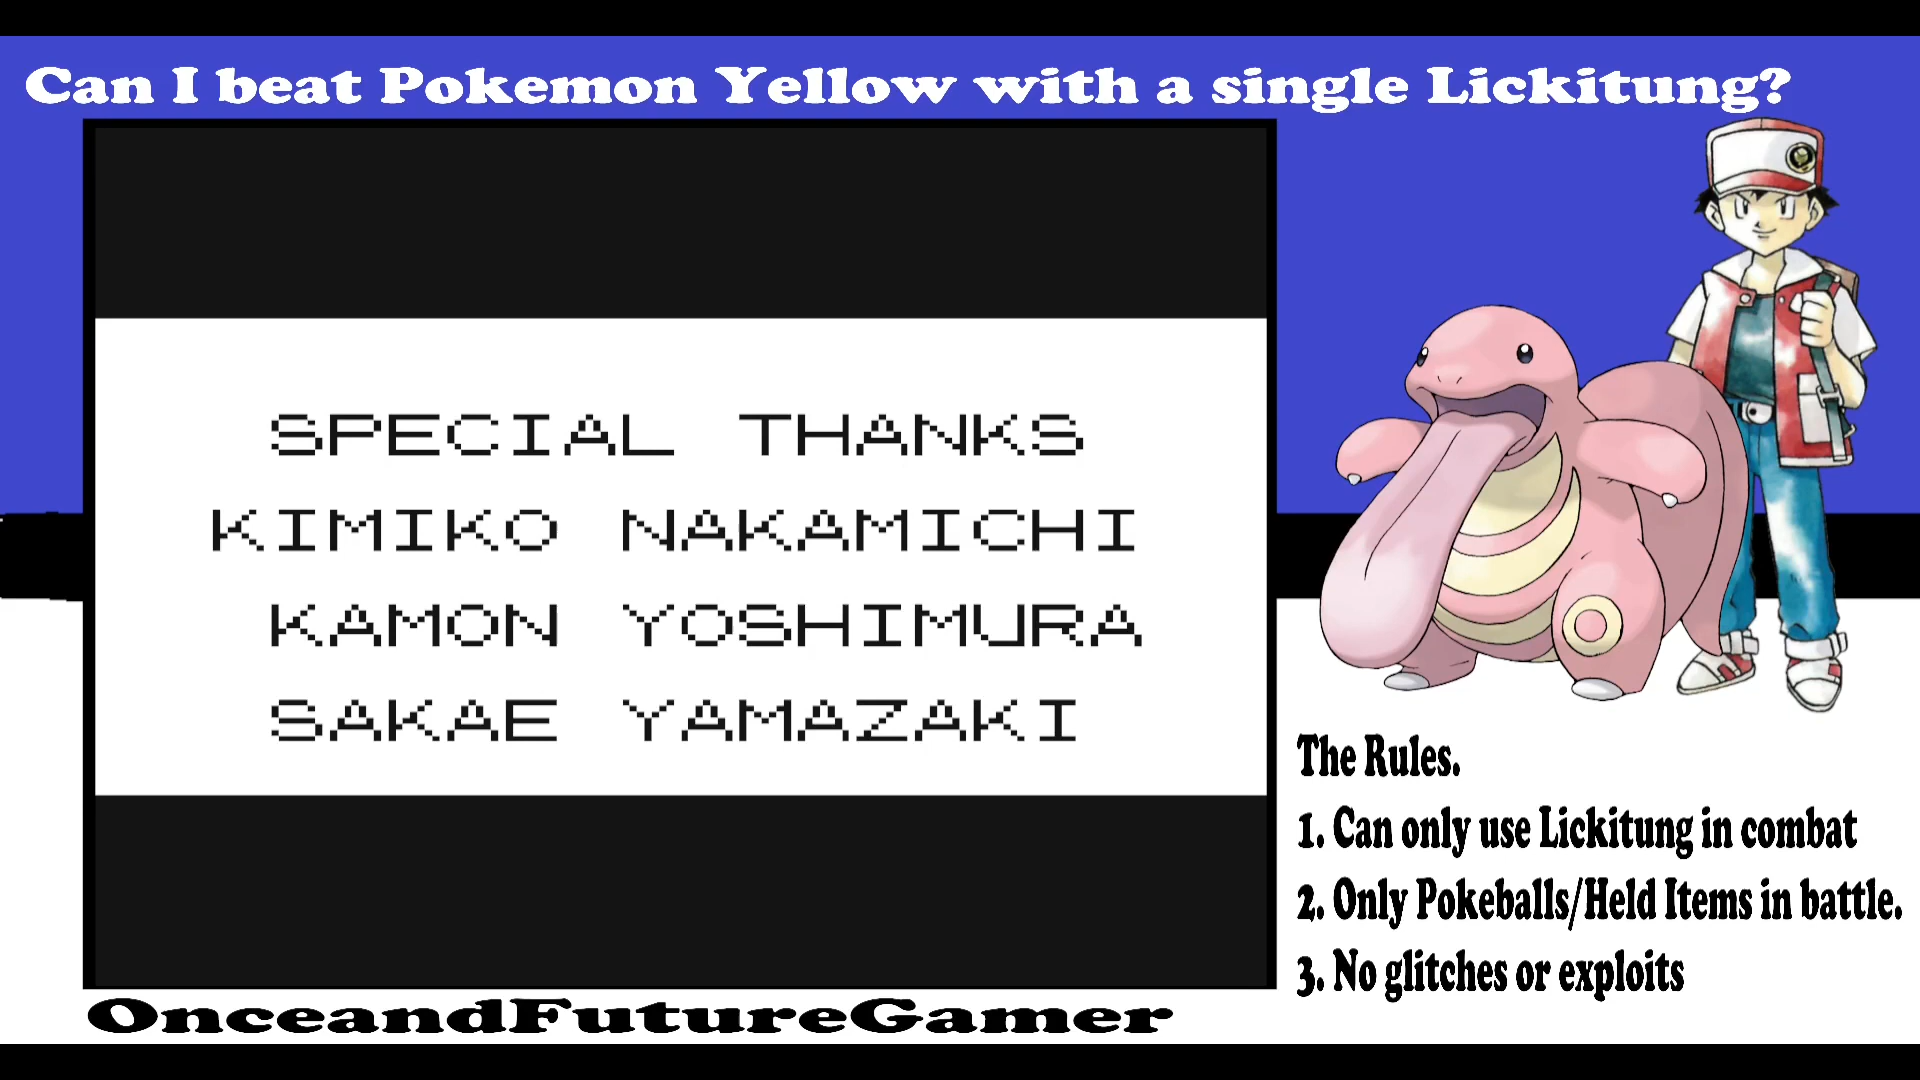 Can I beat Pokemon Yellow with a single Lickitung?
SPECIAL THANKS
KIMIKO NAKAMICHI
KAMON YOSHIMURA
SAKAE YAMAZAKI
The Rules.
1. Can only use Lickitung in combat
2. Only Pokeballs/Held Items in battle.
3. No glitches or exploits
OnceandFutureGamer